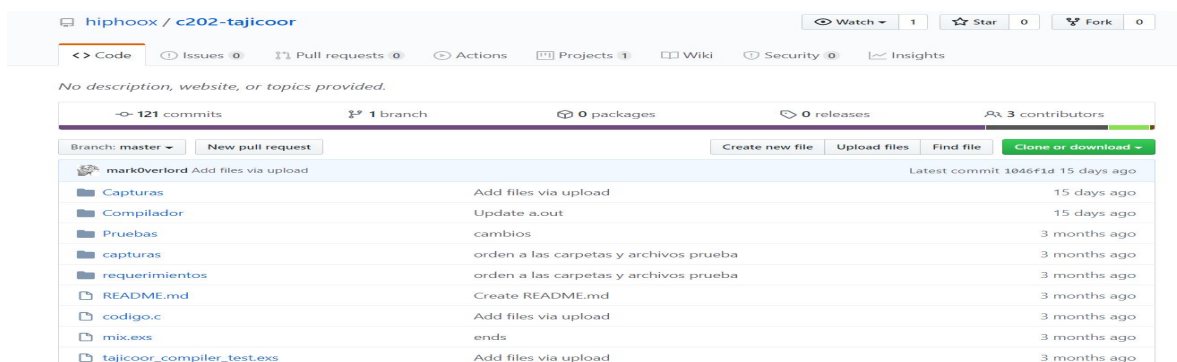 hiphoox / c202-tajicoor Watch 1 Star 0 Fork 0
<> Code Issues 0 Pull requests 0 Actions Projects 1 Wiki Security 0 Insights
No description, website, or topics provided.
121 commits 1 branch 0 packages 0 releases 3 contributors
Branch: master New pull request Create new file Upload files Find file Clone or download
mark0verlord Add files via upload Latest commit 1046f1d 15 days ago
Capturas Add files via upload 15 days ago
Compilador Update a.out 15 days ago
Pruebas cambios 3 months ago
capturas orden a las carpetas y archivos prueba 3 months ago
requerimientos orden a las carpetas y archivos prueba 3 months ago
README.md Create README.md 3 months ago
codigo.c Add files via upload 3 months ago
mix.exs ends 3 months ago
tajicoor_compiler_test.exs Add files via upload 3 months ago